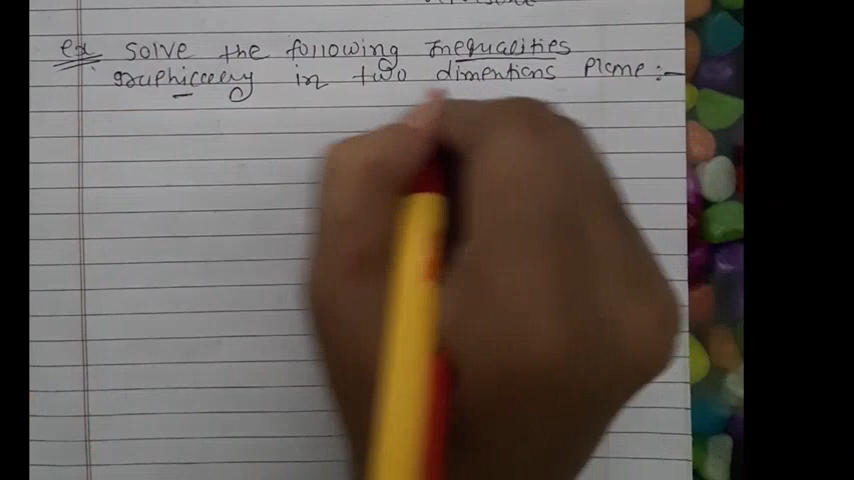 ex Solve the following Inequalities
graphically in two dimentions Plane :-